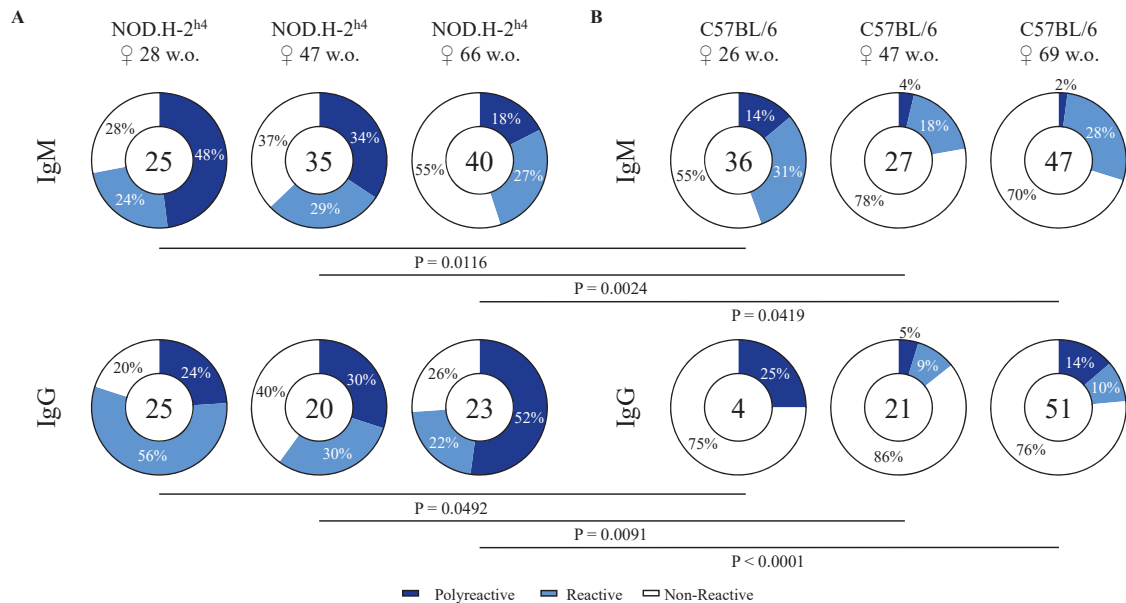 A
B
NOD.H-2ʰ⁴ NOD.H-2ʰ⁴ NOD.H-2ʰ⁴ C57BL/6 C57BL/6 C57BL/6
♀ 28 w.o. ♀ 47 w.o. ♀ 66 w.o. ♀ 26 w.o. ♀ 47 w.o. ♀ 69 w.o.
IgM
28% 48% 24% 25
37% 34% 29% 35
18% 27% 55% 40
14% 31% 55% 36
4% 18% 78% 27
2% 28% 70% 47
P = 0.0116
P = 0.0024
P = 0.0419
IgG
20% 24% 56% 25
40% 30% 30% 20
26% 52% 22% 23
25% 75% 4
5% 9% 86% 21
14% 10% 76% 51
P = 0.0492
P = 0.0091
P < 0.0001
Polyreactive Reactive Non-Reactive